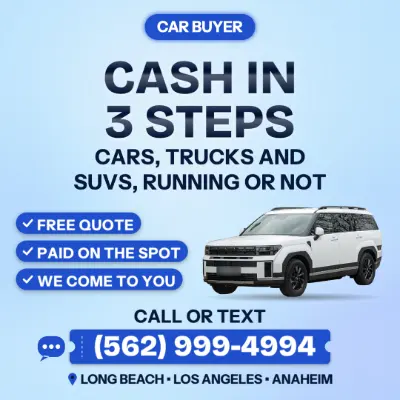 CAR BUYER
CASH IN
3 STEPS
CARS, TRUCKS AND
SUVS, RUNNING OR NOT
FREE QUOTE
PAID ON THE SPOT
WE COME TO YOU
CALL OR TEXT
(562) 999-4994
LONG BEACH • LOS ANGELES • ANAHEIM